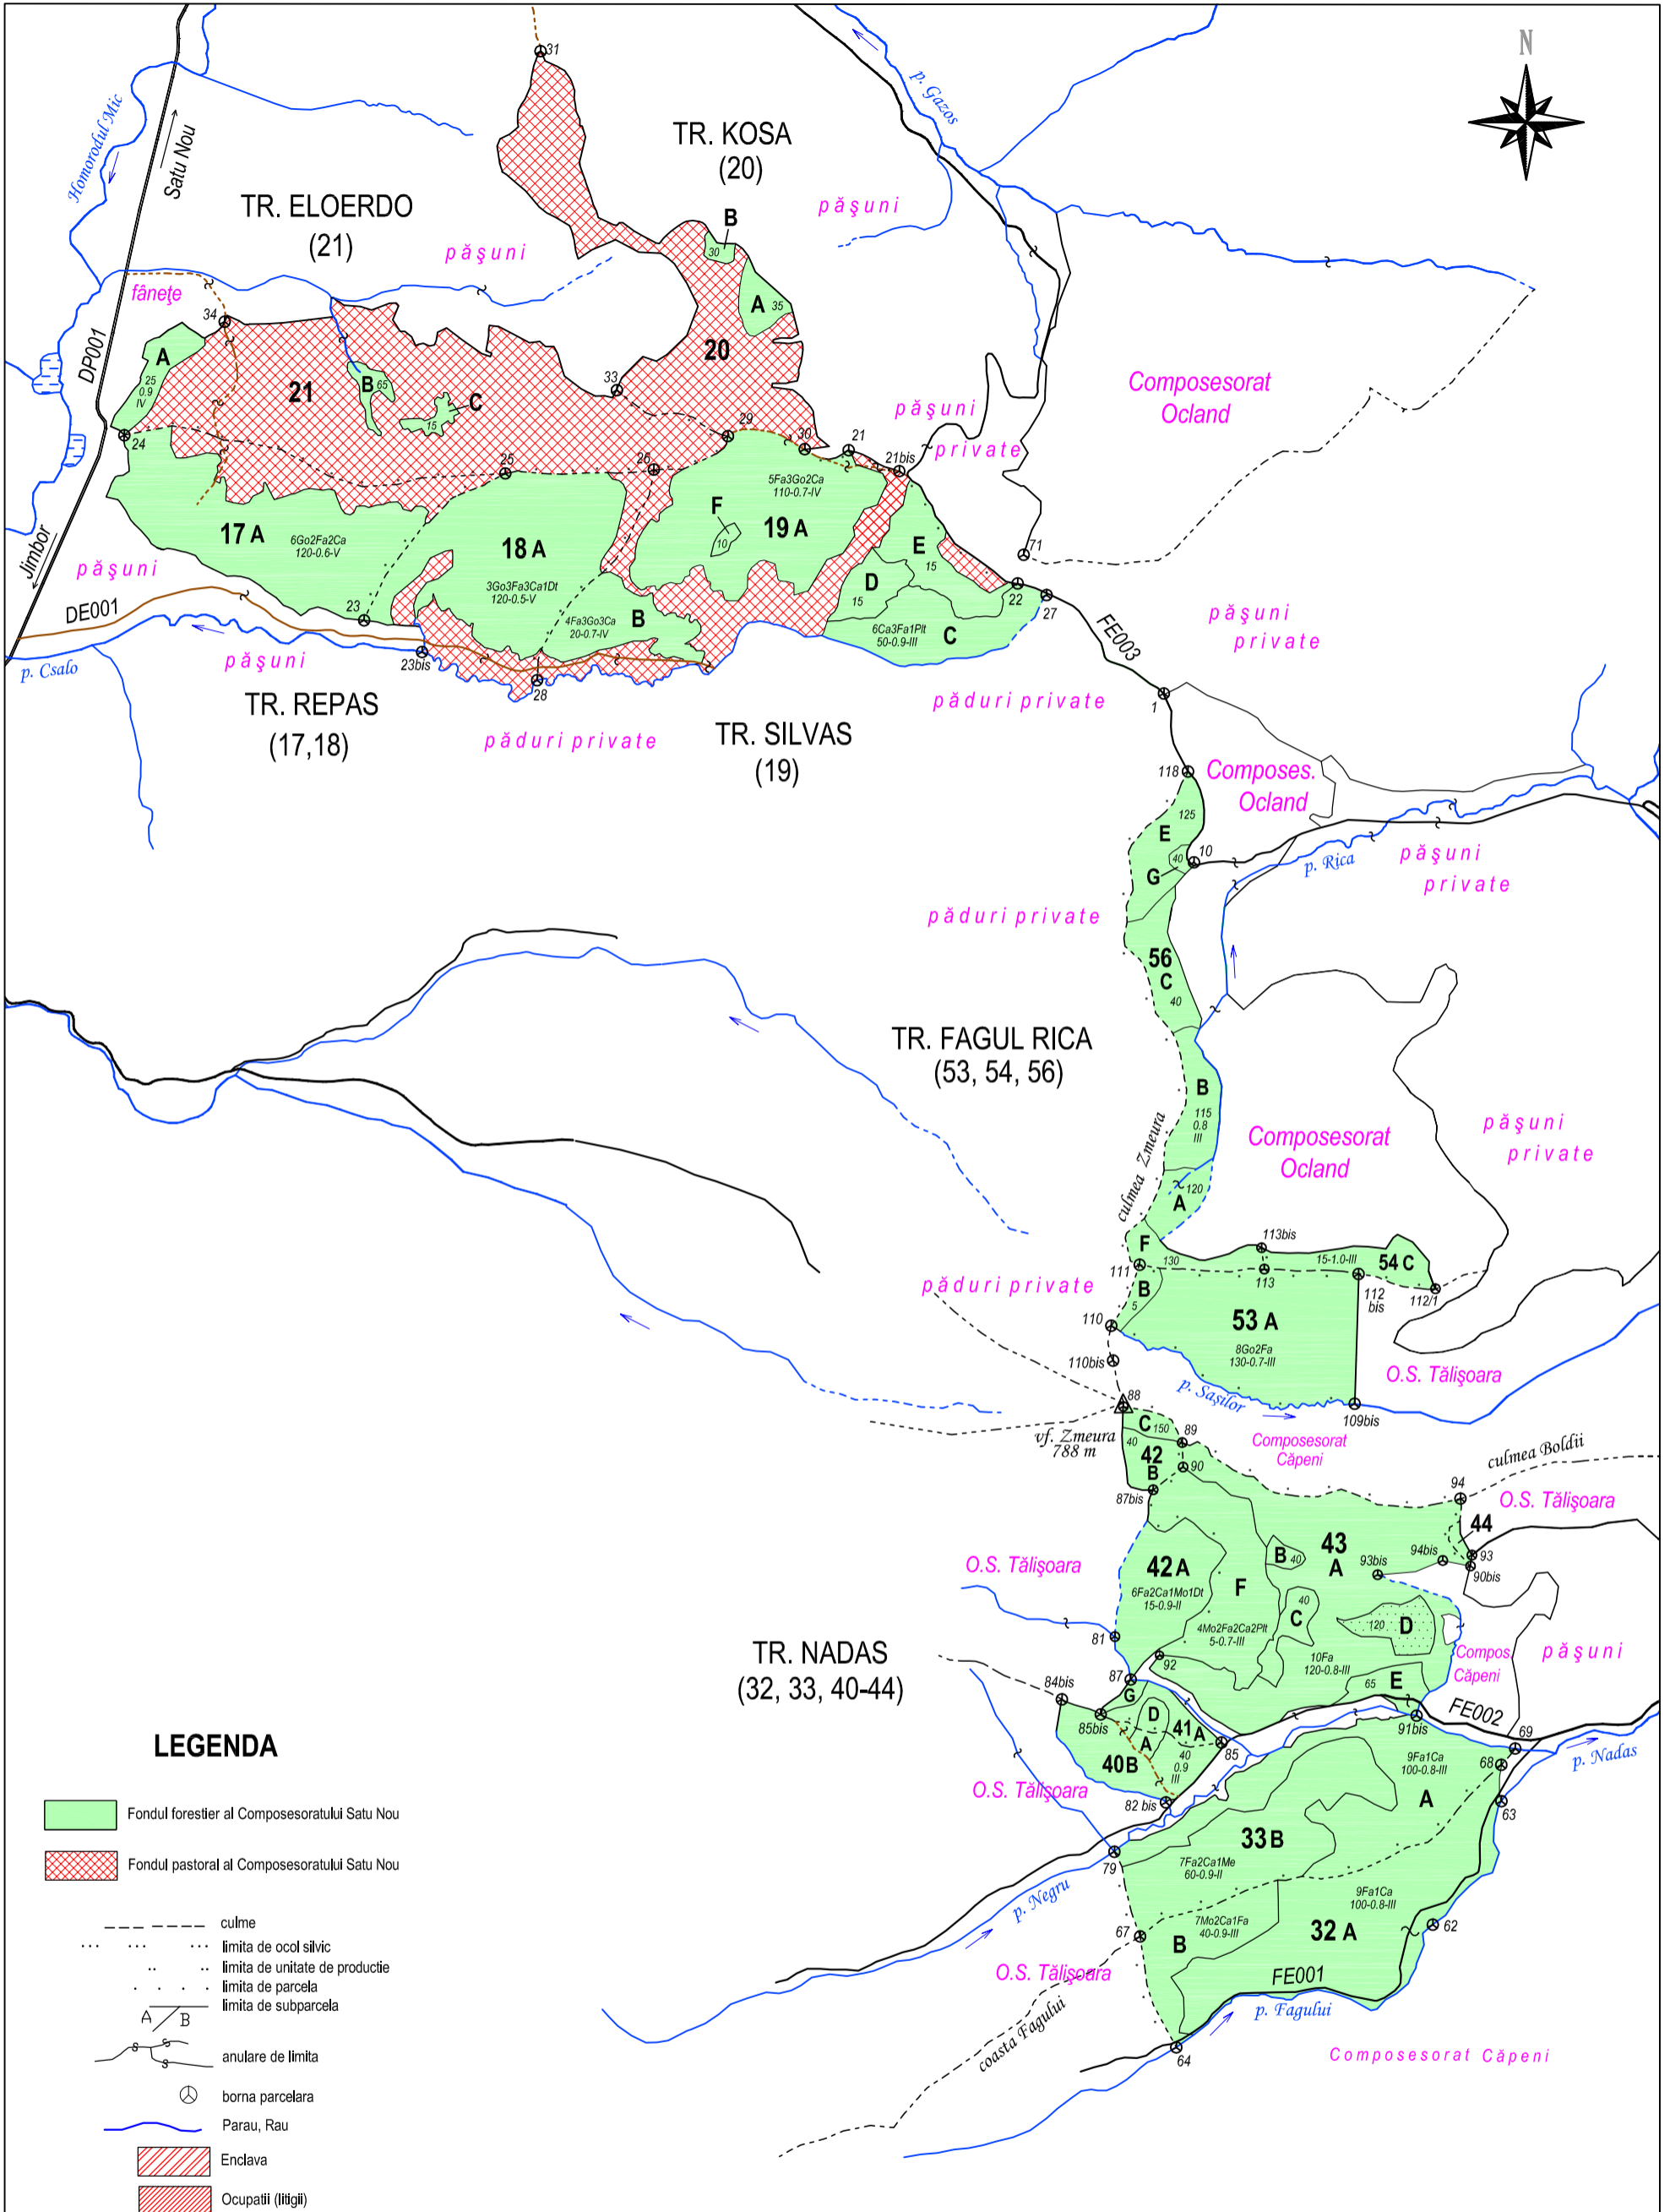 N
31
p. Gazos
Homorodul Mic
Satu Nou
TR. KOSA
(20)
TR. ELOERDO
(21)
păşuni
păşuni
B
30
A 35
fâneţe
34
DP001
A
25
0.9
IV
21
B 65
C
15
33
20
Composesorat
Ocland
păşuni
private
24
25
26
29
30
21
21bis
17 A
6Go2Fa2Ca
120-0.6-V
18 A
3Go3Fa3Ca1Dt
120-0.5-V
4Fa3Go3Ca
20-0.7-IV
B
5Fa3Go2Ca
110-0.7-IV
F
10
19 A
E
15
D
15
6Ca3Fa1Plt
50-0.9-III
C
71
22
27
FE003
Jimbor
păşuni
DE001
23
23bis
28
p. Csalo
păşuni
păşuni
private
TR. REPAS
(17,18)
păduri private
TR. SILVAS
(19)
păduri private
1
118
Composes.
Ocland
E
125
40
G
10
p. Rica
păşuni
private
păduri private
56
C
40
TR. FAGUL RICA
(53, 54, 56)
B
115
0.8
III
culmea Zmeura
Composesorat
Ocland
păşuni
private
120
A
F
130
111
B
5
113bis
113
15-1.0-III
54 C
112
bis
112/1
păduri private
110
53 A
8Go2Fa
130-0.7-III
110bis
O.S. Tălişoara
p. Saşilor
109bis
88
vf. Zmeura
788 m
C 150
40
42
B
89
90
87bis
Composesorat
Căpeni
culmea Boldii
94
O.S. Tălişoara
44
43
A
93bis
94bis
93
90bis
O.S. Tălişoara
42 A
6Fa2Ca1Mo1Dt
15-0.9-II
F
4Mo2Fa2Ca2Plt
5-0.7-III
B 40
40
C
120
D
10Fa
120-0.8-III
65
E
Compos.
Căpeni
păşuni
81
TR. NADAS
(32, 33, 40-44)
92
87
84bis
G
85bis
D
A
41 A
40
0.9
III
40 B
85
82 bis
91bis
FE002
69
p. Nadas
68
63
O.S. Tălişoara
9Fa1Ca
100-0.8-III
A
33 B
7Fa2Ca1Me
60-0.9-II
79
p. Negru
9Fa1Ca
100-0.8-III
67
7Mo2Ca1Fa
40-0.9-III
B
32 A
62
O.S. Tălişoara
FE001
p. Fagului
coasta Fagului
64
Composesorat Căpeni
LEGENDA
Fondul forestier al Composesoratului Satu Nou
Fondul pastoral al Composesoratului Satu Nou
culme
limita de ocol silvic
limita de unitate de productie
limita de parcela
limita de subparcela
A B
anulare de limita
borna parcelara
Parau, Rau
Enclava
Ocupatii (litigii)